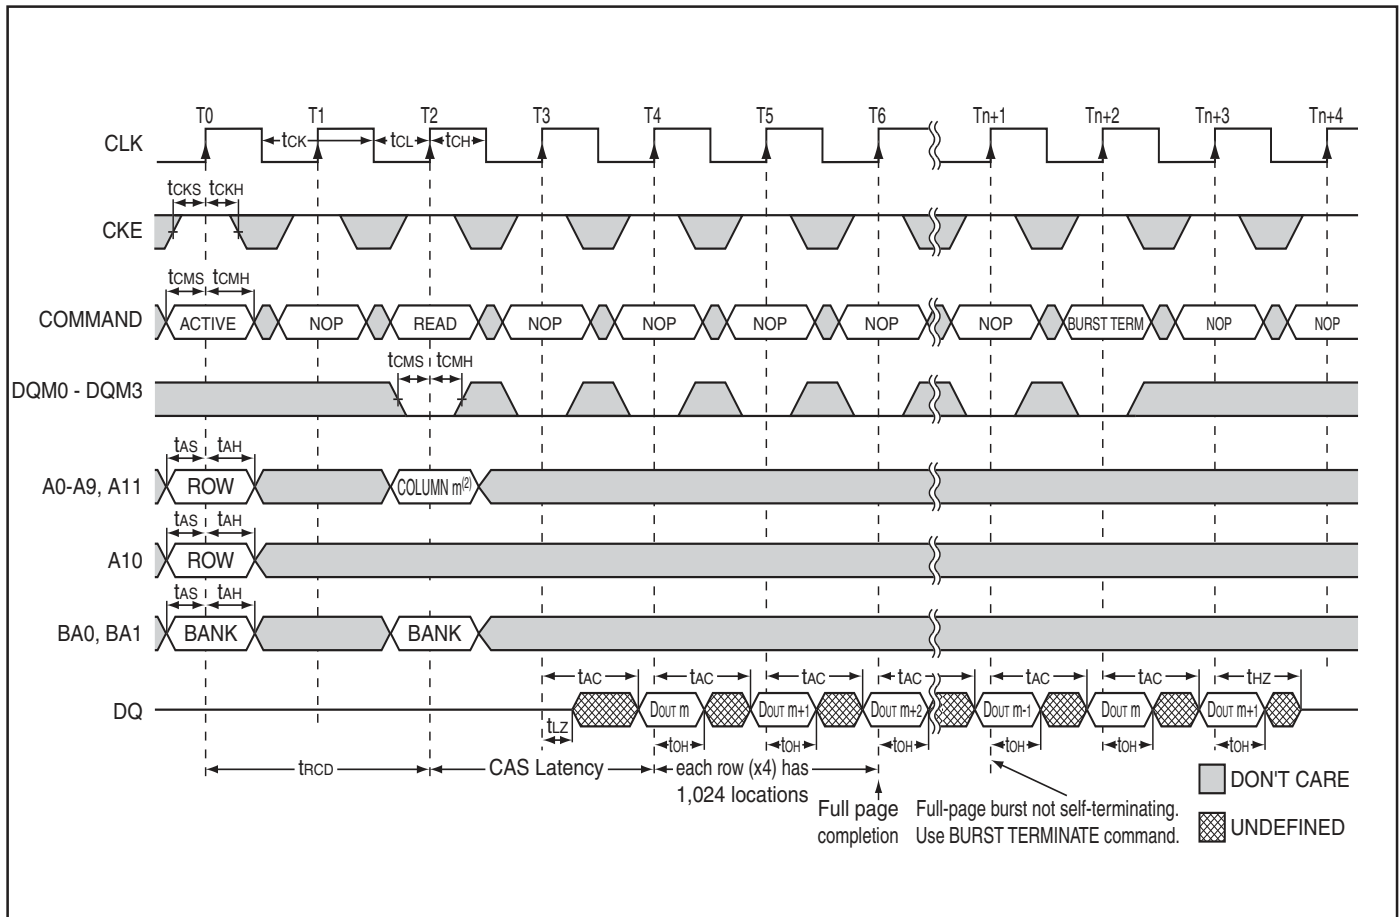 T0 T1 T2 T3 T4 T5 T6 Tn+1 Tn+2 Tn+3 Tn+4
CLK tCK tCL tCH
tCKS tCKH
CKE
tCMS tCMH
COMMAND ACTIVE NOP READ NOP NOP NOP NOP NOP BURST TERM NOP NOP
tCMS tCMH
DQM0 - DQM3
tAS tAH
A0-A9, A11 ROW COLUMN m(2)
tAS tAH
A10 ROW
tAS tAH
BA0, BA1 BANK BANK
tAC tAC tAC tAC tAC tAC tHZ
DQ DOUT m DOUT m+1 DOUT m+2 DOUT m-1 DOUT m DOUT m+1
tLZ tOH tOH tOH tOH tOH tOH
tRCD CAS Latency each row (x4) has
1,024 locations
Full page
completion
Full-page burst not self-terminating.
Use BURST TERMINATE command.
DON'T CARE
UNDEFINED